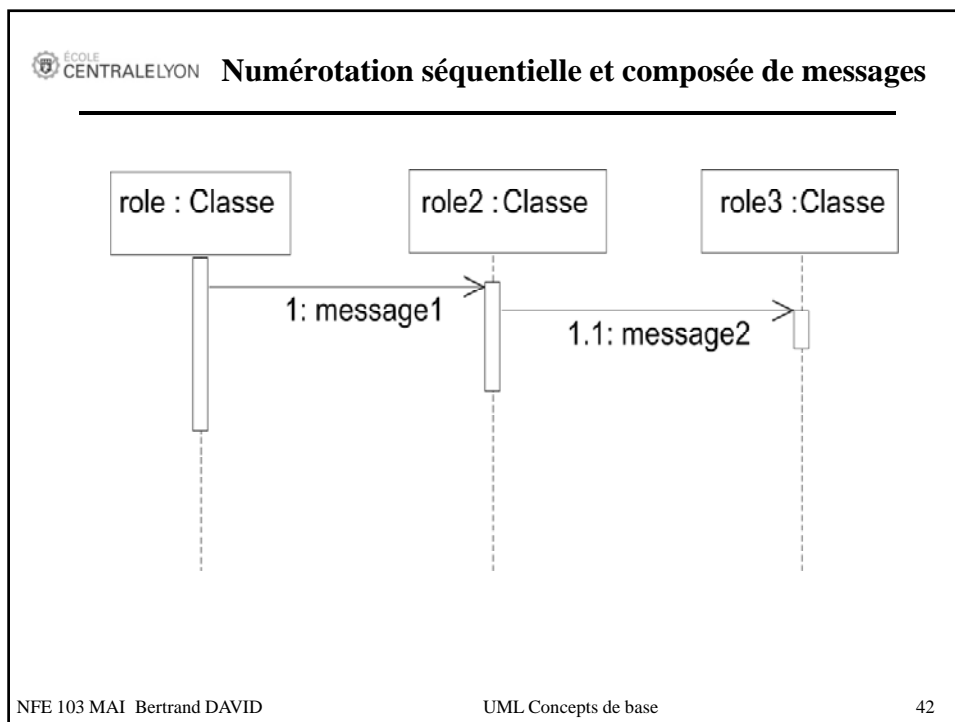 ÉCOLE
CENTRALELYON
Numérotation séquentielle et composée de messages
role : Classe
role2 :Classe
role3 :Classe
1: message1
1.1: message2
NFE 103 MAI Bertrand DAVID
UML Concepts de base
42